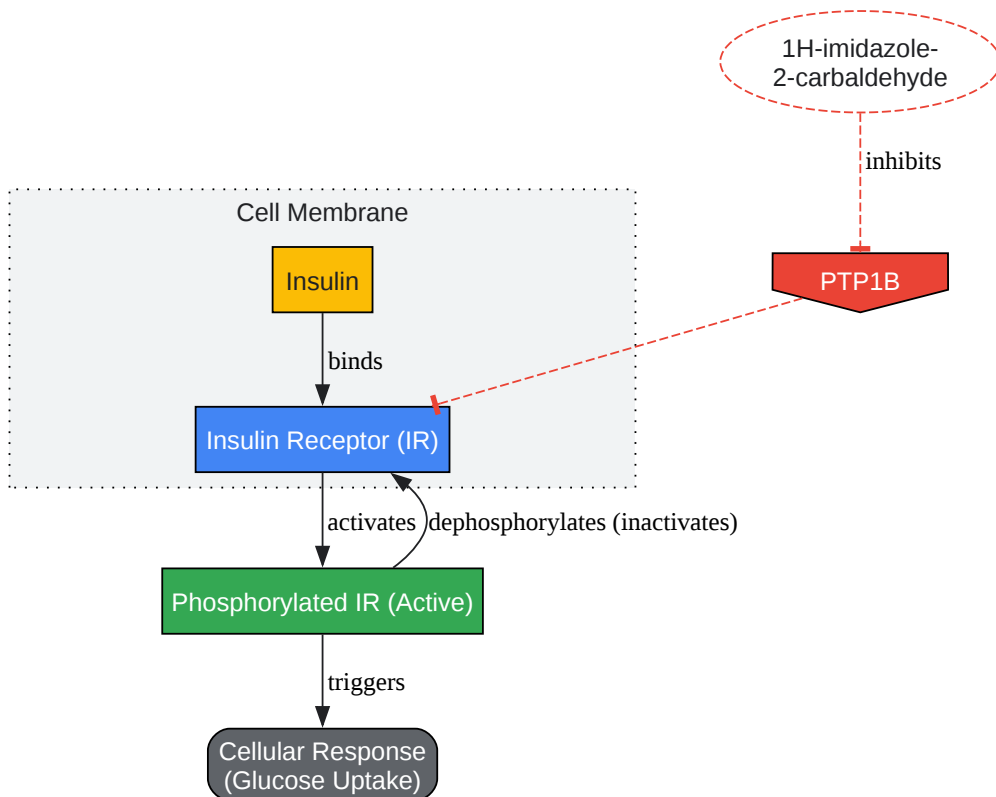 1H-imidazole-
2-carbaldehyde
inhibits
Cell Membrane
Insulin
PTP1B
binds
Insulin Receptor (IR)
activates
dephosphorylates (inactivates)
Phosphorylated IR (Active)
triggers
Cellular Response
(Glucose Uptake)